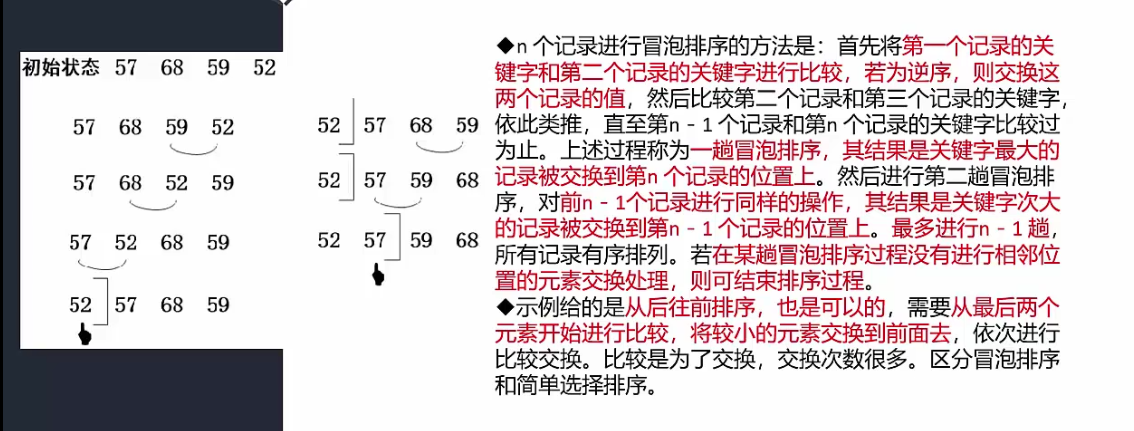 初始状态 57 68 59 52
57 68 59 52
57 68 52 59
57 52 68 59
52 57 68 59
52 57 68 59
52 57 59 68
52 57 59 68
◆n 个记录进行冒泡排序的方法是：首先将第一个记录的关
键字和第二个记录的关键字进行比较，若为逆序，则交换这
两个记录的值，然后比较第二个记录和第三个记录的关键字，
依此类推，直至第n - 1 个记录和第n 个记录的关键字比较过
为止。上述过程称为一趟冒泡排序，其结果是关键字最大的
记录被交换到第n 个记录的位置上。然后进行第二趟冒泡排
序，对前n - 1个记录进行同样的操作，其结果是关键字次大
的记录被交换到第n - 1 个记录的位置上。最多进行n - 1 趟，
所有记录有序排列。若在某趟冒泡排序过程没有进行相邻位
置的元素交换处理，则可结束排序过程。
◆示例给的是从后往前排序，也是可以的，需要从最后两个
元素开始进行比较，将较小的元素交换到前面去，依次进行
比较交换。比较是为了交换，交换次数很多。区分冒泡排序
和简单选择排序。